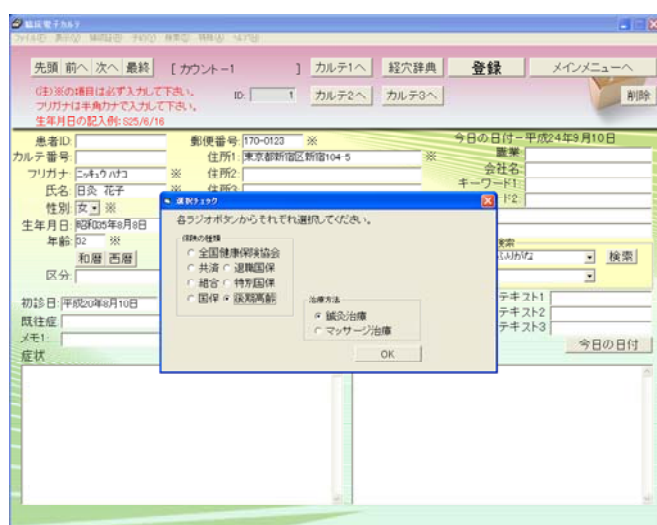 臨床電子カルテ
先頭 前へ 次へ 最終 [ カウント-1 ] カルテ1へ 経穴辞典 登録 メインメニューへ
(注)※の項目は必ず入力して下さい。
フリガナは半角カナで入力して下さい。
生年月日の記入例:S25/6/16
ID: 1 カルテ2へ カルテ3へ 削除
今日の日付-平成24年9月10日
患者ID: 郵便番号: 170-0123 ※ 職業:
カルテ番号: 住所1: 東京都新宿区新宿104-5 ※ 会社名:
フリガナ: ﾆｯｷｭｳ ﾊﾅｺ ※ 住所2: キーワード1:
氏名: 日灸 花子 ※ 住所3:
性別: 女 ※
生年月日: 昭和35年8月8日
年齢: 52 ※
和暦 西暦
検索
区分:
初診日: 平成20年8月10日
テキスト1
既往症:
テキスト2
メモ1:
テキスト3
症状
今日の日付
選択チェック
各ラジオボタンからそれぞれ選択してください。
保険の種類
全国健康保険協会
共済 退職国保
組合 特別国保
国保 後期高齢
治療方法
鍼灸治療
マッサージ治療
OK